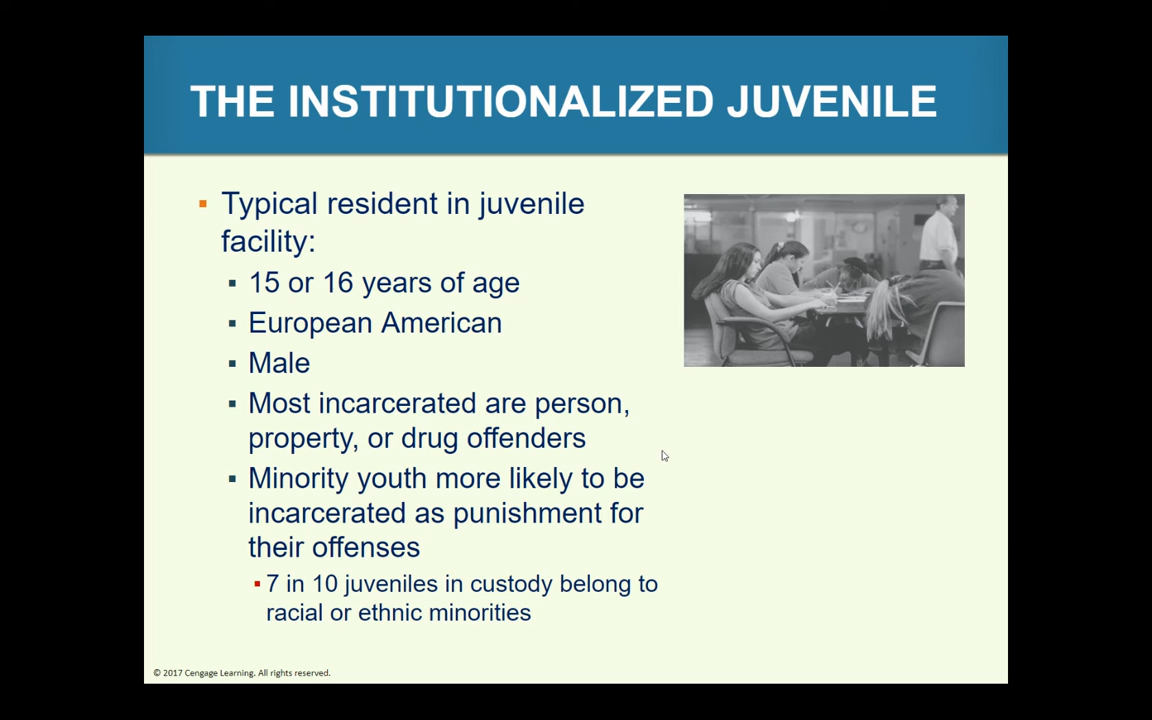 THE INSTITUTIONALIZED JUVENILE
Typical resident in juvenile
facility:
15 or 16 years of age
European American
Male
Most incarcerated are person,
property, or drug offenders
Minority youth more likely to be
incarcerated as punishment for
their offenses
7 in 10 juveniles in custody belong to
racial or ethnic minorities
© 2017 Cengage Learning. All rights reserved.